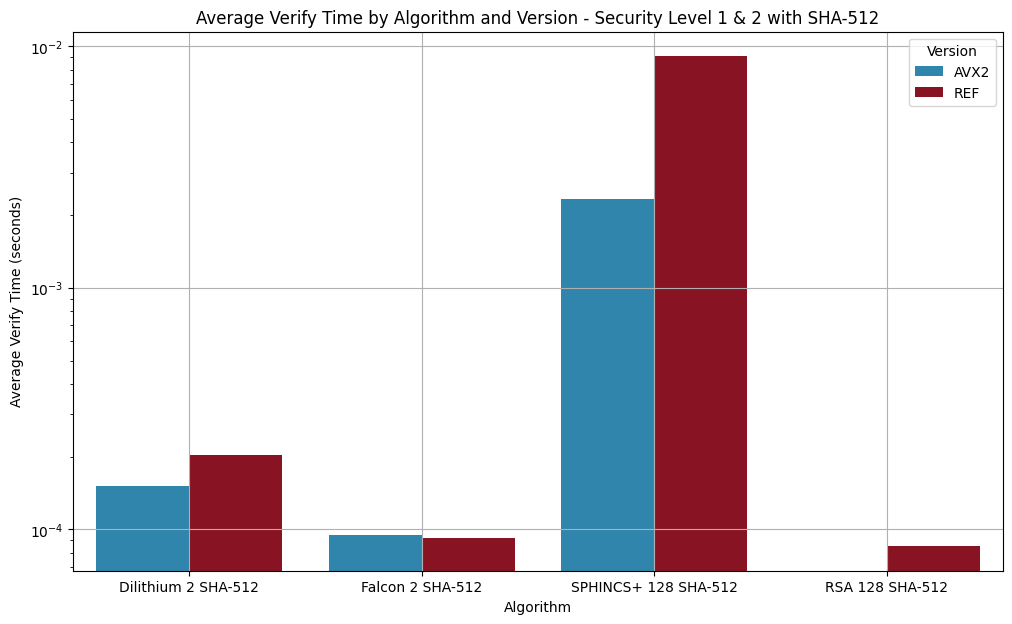 Average Verify Time by Algorithm and Version - Security Level 1 & 2 with SHA-512
Version
AVX2
REF
Average Verify Time (seconds)
10⁻²
10⁻³
10⁻⁴
Dilithium 2 SHA-512
Falcon 2 SHA-512
SPHINCS+ 128 SHA-512
RSA 128 SHA-512
Algorithm